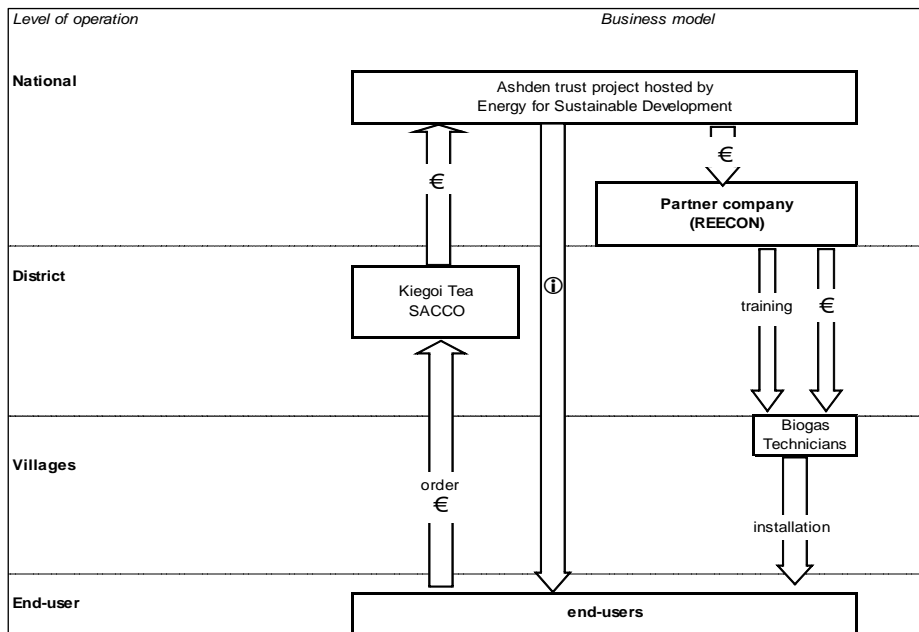 Level of operation
Business model
National
Ashden trust project hosted by
Energy for Sustainable Development
€
€
Partner company
(REECON)
District
Kiegoi Tea
SACCO
ⓘ
training
€
Biogas
Technicians
Villages
order
€
installation
End-user
end-users